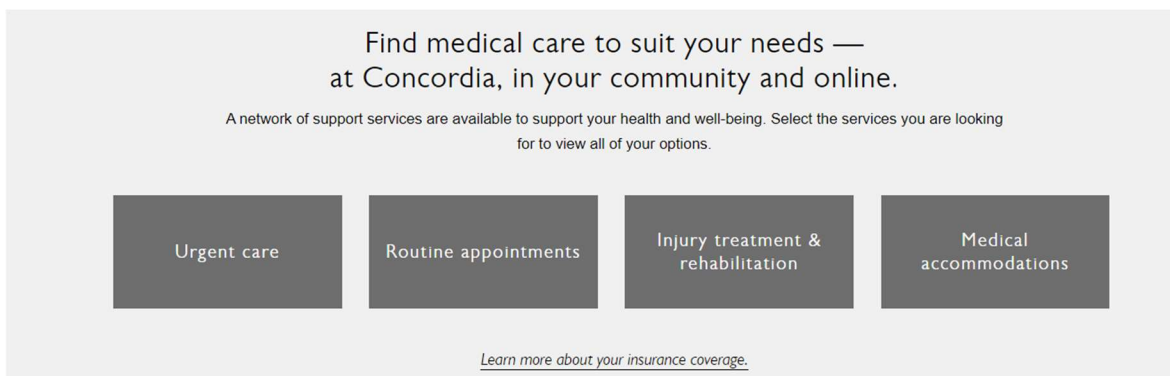 Find medical care to suit your needs —
at Concordia, in your community and online.
A network of support services are available to support your health and well-being. Select the services you are looking
for to view all of your options.
Urgent care
Routine appointments
Injury treatment &
rehabilitation
Medical
accommodations
Learn more about your insurance coverage.